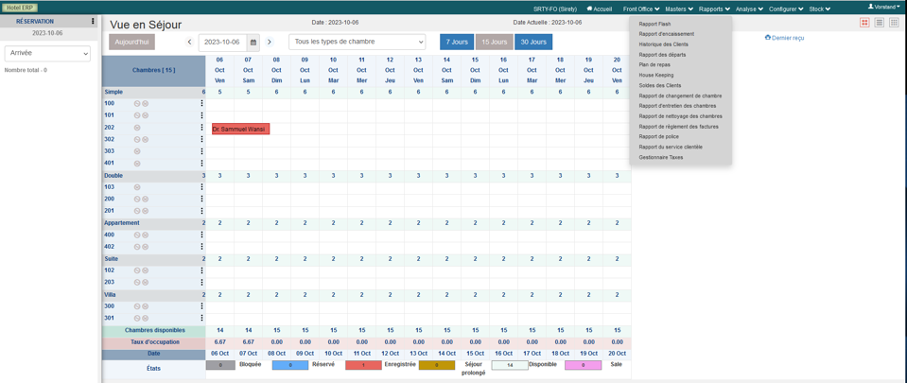 Hotel ERP
SRTY-FO (Sirety) Accueil Front Office Masters Rapports Analyse Configurer Stock
RÉSERVATION
2023-10-06
Arrivée
Nombre total - 0
Vue en Séjour
Date : 2023-10-06
Date Actuelle : 2023-10-06
Aujourd'hui
2023-10-06
Tous les types de chambre
7 Jours
15 Jours
30 Jours
Dernier reçu
Rapport Flash
Rapport d'encaissement
Historique des Clients
Rapport des départs
Plan de repas
House Keeping
Soldes des Clients
Rapport de changement de chambre
Rapport d'entretien des chambres
Rapport de nettoyage des chambres
Rapport de règlement des factures
Rapport de police
Rapport du service clientèle
Gestionnaire Taxes
Chambres [ 15 ]
06 07 08 09 10 11 12 13 14 15 16 17 18 19 20
Oct Oct Oct Oct Oct Oct Oct Oct Oct Oct Oct Oct Oct Oct Oct
Ven Sam Dim Lun Mar Mer Jeu Ven Sam Dim Lun Mar Mer Jeu Ven
Simple 6 5 5 6 6 6 6 6 6 6 6 6 6 6 6 6
100
101
202 Dr. Sammuel Wansi
302
303
401
Double 3 3 3 3 3 3 3 3 3 3 3 3 3 3 3 3
103
200
201
Appartement 2 2 2 2 2 2 2 2 2 2 2 2 2 2 2 2
400
402
Suite 2 2 2 2 2 2 2 2 2 2 2 2 2 2 2 2
102
203
Villa 2 2 2 2 2 2 2 2 2 2 2 2 2 2 2 2
300
301
Chambres disponibles 14 14 15 15 15 15 15 15 15 15 15 15 15 15 15
Taux d'occupation 6.67 6.67 0.00 0.00 0.00 0.00 0.00 0.00 0.00 0.00 0.00 0.00 0.00 0.00 0.00
Date 06 Oct 07 Oct 08 Oct 09 Oct 10 Oct 11 Oct 12 Oct 13 Oct 14 Oct 15 Oct 16 Oct 17 Oct 18 Oct 19 Oct 20 Oct
États 0 Bloquée 0 Réservé 1 Enregistrée 0 Séjour prolongé 14 Disponible 0 Sale